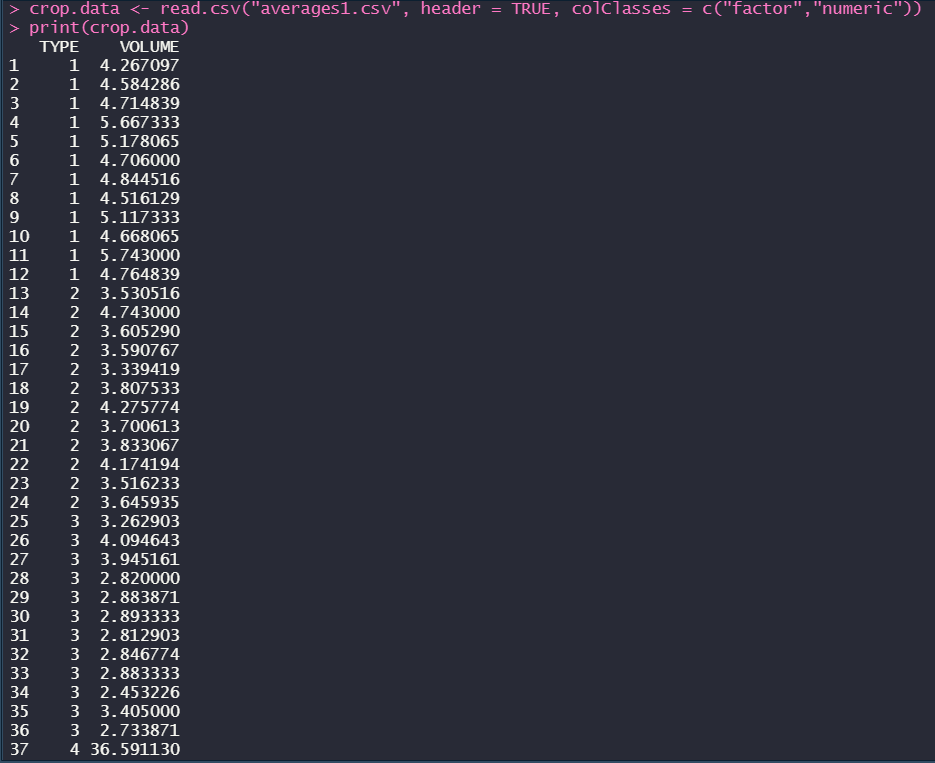 > crop.data <- read.csv("averages1.csv", header = TRUE, colClasses = c("factor","numeric"))
> print(crop.data)
   TYPE    VOLUME
1     1  4.267097
2     1  4.584286
3     1  4.714839
4     1  5.667333
5     1  5.178065
6     1  4.706000
7     1  4.844516
8     1  4.516129
9     1  5.117333
10    1  4.668065
11    1  5.743000
12    1  4.764839
13    2  3.530516
14    2  4.743000
15    2  3.605290
16    2  3.590767
17    2  3.339419
18    2  3.807533
19    2  4.275774
20    2  3.700613
21    2  3.833067
22    2  4.174194
23    2  3.516233
24    2  3.645935
25    3  3.262903
26    3  4.094643
27    3  3.945161
28    3  2.820000
29    3  2.883871
30    3  2.893333
31    3  2.812903
32    3  2.846774
33    3  2.883333
34    3  2.453226
35    3  3.405000
36    3  2.733871
37    4 36.591130